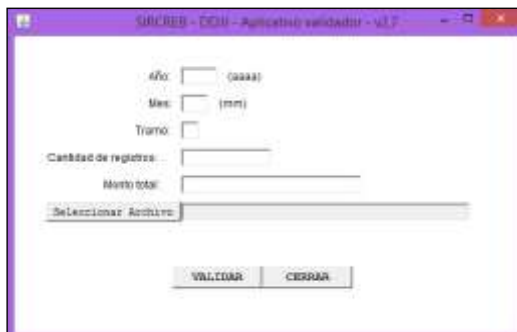 SIRCREB - DDJJ - Aplicativo validador - v3.7
Año: (aaaa)
Mes: (mm)
Tramo:
Cantidad de registros:
Monto total:
Seleccionar Archivo
VALIDAR CERRAR